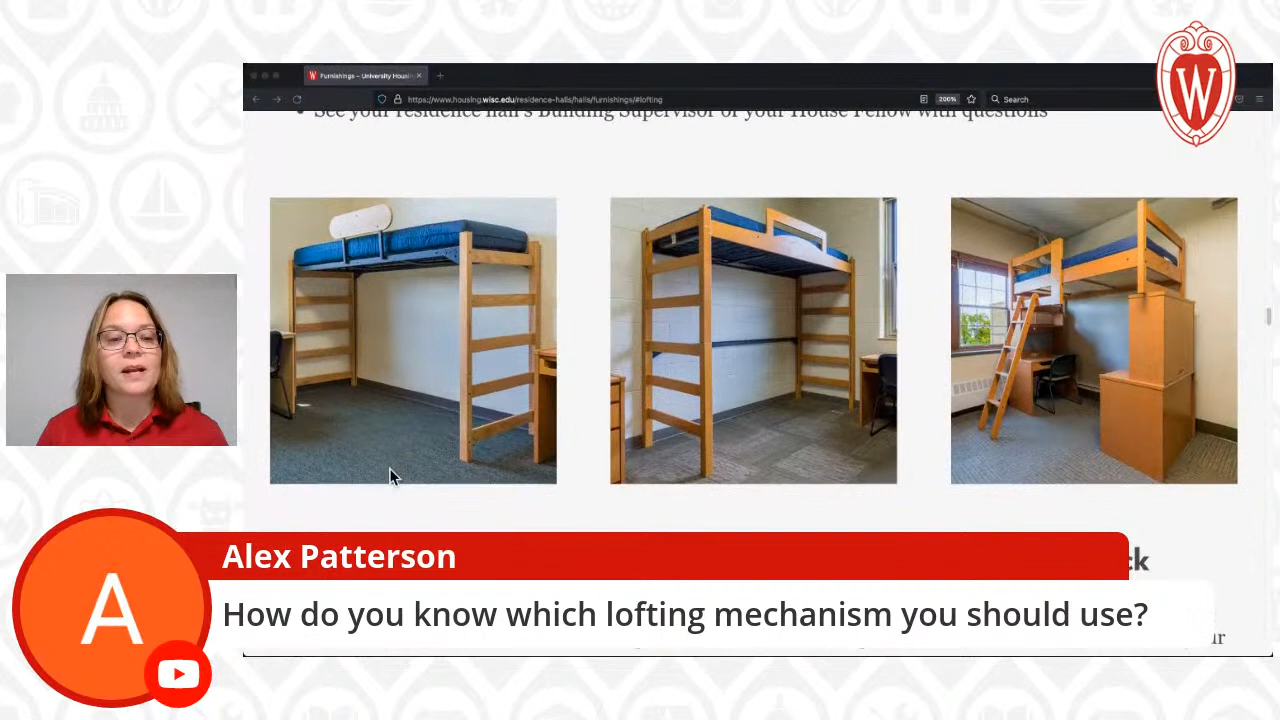 W
W Furnishings – University Housin
https://www.housing.wisc.edu/residence-halls/halls/furnishings/#lofting
200%
Search
See your residence hall's Building Supervisor or your House Fellow with questions
ck
Alex Patterson
A
How do you know which lofting mechanism you should use?
ur